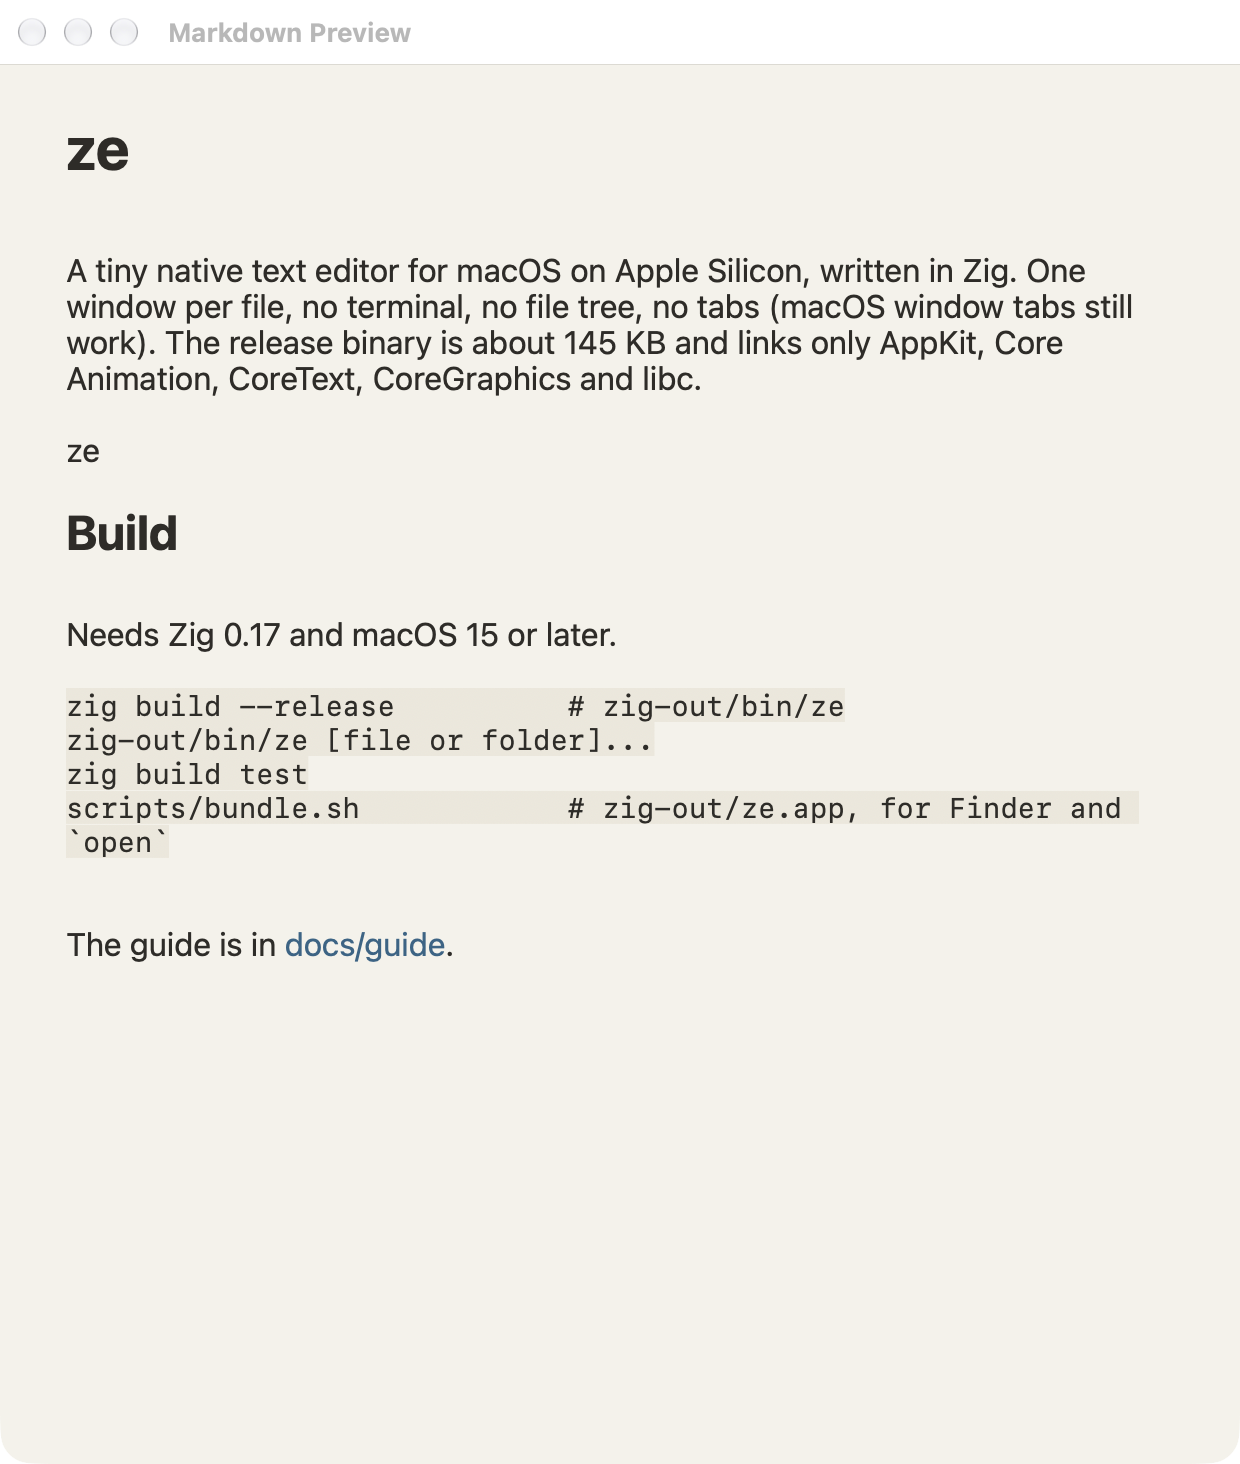 Markdown Preview
ze
A tiny native text editor for macOS on Apple Silicon, written in Zig. One
window per file, no terminal, no file tree, no tabs (macOS window tabs still
work). The release binary is about 145 KB and links only AppKit, Core
Animation, CoreText, CoreGraphics and libc.
ze
Build
Needs Zig 0.17 and macOS 15 or later.
zig build --release          # zig-out/bin/ze
zig-out/bin/ze [file or folder]...
zig build test
scripts/bundle.sh            # zig-out/ze.app, for Finder and
`open`
The guide is in docs/guide.